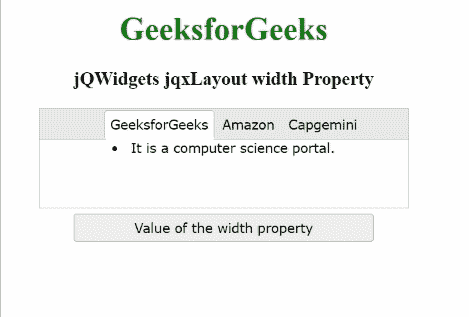 GeeksforGeeks
jQWidgets jqxLayout width Property
GeeksforGeeks Amazon Capgemini
• It is a computer science portal.
Value of the width property